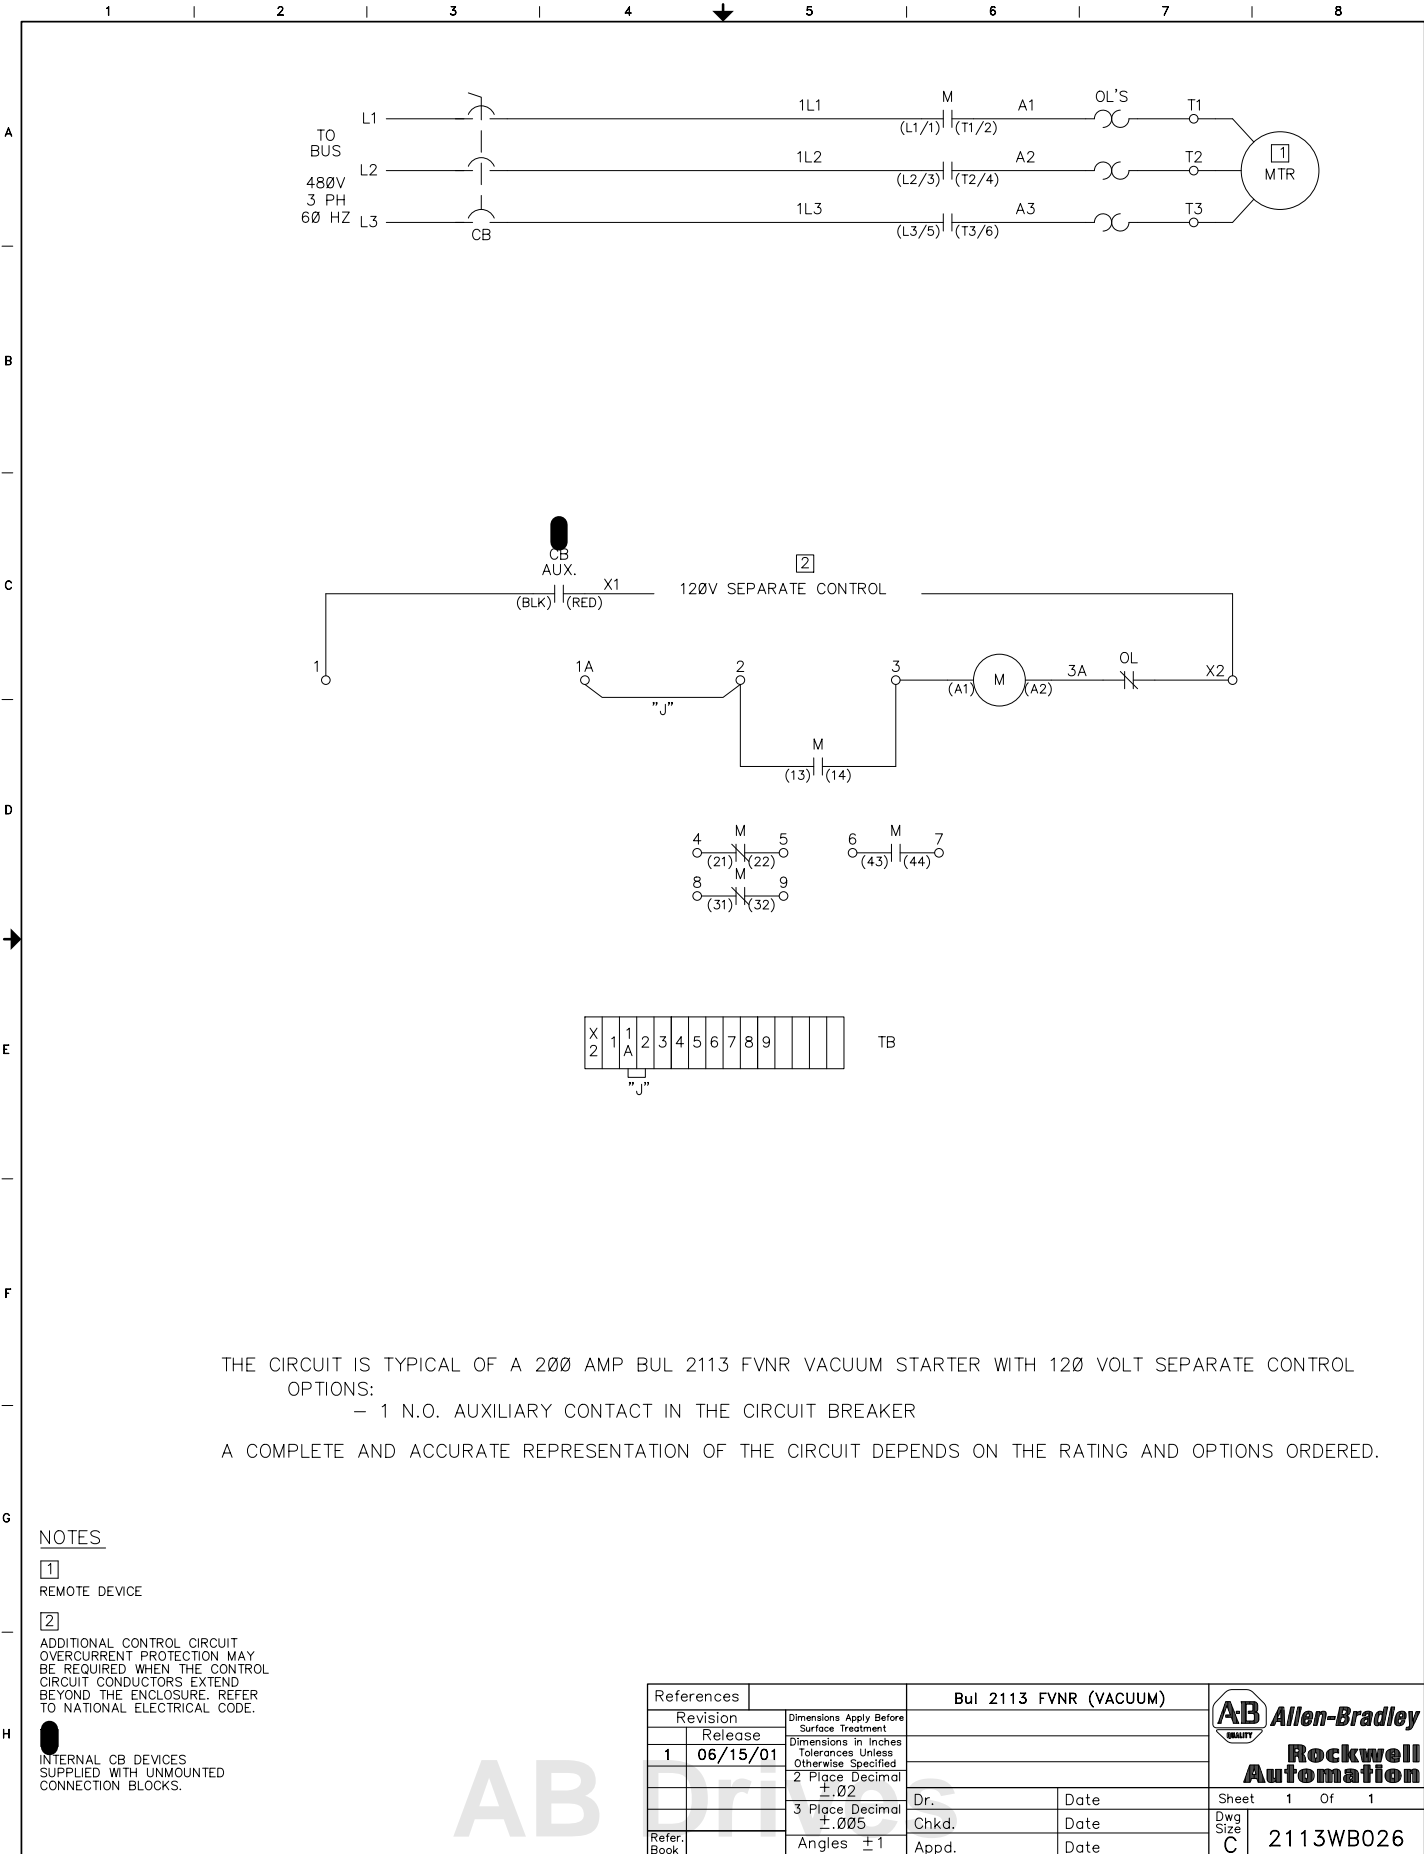 1 2 3 4 5 6 7 8
A
B
C
D
E
F
G
H
L1
L2
L3
TO
BUS
48ØV
3 PH
6Ø HZ
CB
1L1
1L2
1L3
M
(L1/1) (T1/2)
(L2/3) (T2/4)
(L3/5) (T3/6)
A1
A2
A3
OL'S
T1
T2
T3
1
MTR
CB
AUX.
(BLK) (RED)
X1
2
12ØV SEPARATE CONTROL
1
1A
"J"
2
3
(A1) M (A2)
3A
OL
X2
M
(13) (14)
4 M 5
(21) (22)
6 M 7
(43) (44)
8 M 9
(31) (32)
X2 1 1A 2 3 4 5 6 7 8 9
TB
"J"
THE CIRCUIT IS TYPICAL OF A 2ØØ AMP BUL 2113 FVNR VACUUM STARTER WITH 12Ø VOLT SEPARATE CONTROL
OPTIONS:
– 1 N.O. AUXILIARY CONTACT IN THE CIRCUIT BREAKER
A COMPLETE AND ACCURATE REPRESENTATION OF THE CIRCUIT DEPENDS ON THE RATING AND OPTIONS ORDERED.
NOTES
1
REMOTE DEVICE
2
ADDITIONAL CONTROL CIRCUIT
OVERCURRENT PROTECTION MAY
BE REQUIRED WHEN THE CONTROL
CIRCUIT CONDUCTORS EXTEND
BEYOND THE ENCLOSURE. REFER
TO NATIONAL ELECTRICAL CODE.
INTERNAL CB DEVICES
SUPPLIED WITH UNMOUNTED
CONNECTION BLOCKS.
AB Drives
References
Revision
Release
1 06/15/01
Refer.
Book
Dimensions Apply Before
Surface Treatment
Dimensions in Inches
Tolerances Unless
Otherwise Specified
2 Place Decimal
±.Ø2
3 Place Decimal
±.ØØ5
Angles ±1
Bul 2113 FVNR (VACUUM)
Dr. Date
Chkd. Date
Appd. Date
A-B
QUALITY
Allen-Bradley
Rockwell
Automation
Sheet 1 Of 1
Dwg
Size
C
2113WB026